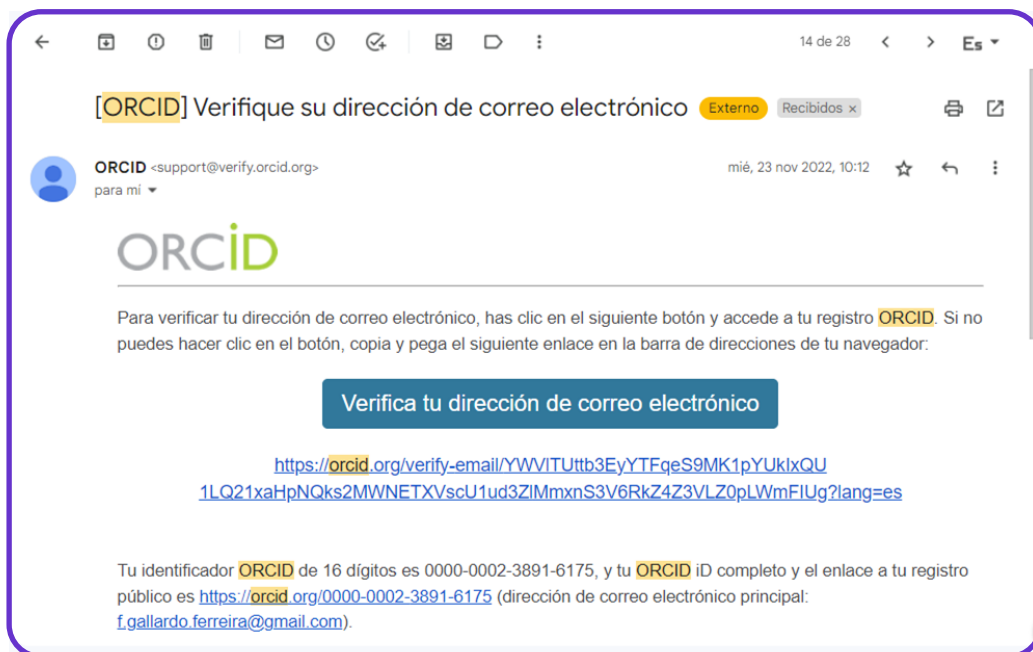 14 de 28
Es
[ORCID] Verifique su dirección de correo electrónico Externo Recibidos ×
ORCID <support@verify.orcid.org>
mié, 23 nov 2022, 10:12
para mí
ORCID
Para verificar tu dirección de correo electrónico, has clic en el siguiente botón y accede a tu registro ORCID. Si no
puedes hacer clic en el botón, copia y pega el siguiente enlace en la barra de direcciones de tu navegador:
Verifica tu dirección de correo electrónico
https://orcid.org/verify-email/YWVlTUttb3EyYTFqeS9MK1pYUklxQU
1LQ21xaHpNQks2MWNETXVscU1ud3ZlMmxnS3V6RkZ4Z3VLZ0pLWmFIUg?lang=es
Tu identificador ORCID de 16 dígitos es 0000-0002-3891-6175, y tu ORCID iD completo y el enlace a tu registro
público es https://orcid.org/0000-0002-3891-6175 (dirección de correo electrónico principal:
f.gallardo.ferreira@gmail.com).